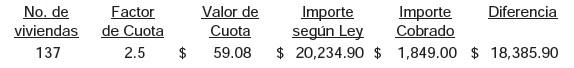 No. de Factor Valor de Importe Importe Diferencia
viviendas de Cuota Cuota según Ley Cobrado
137 2.5 $ 59.08 $ 20,234.90 $ 1,849.00 $ 18,385.90